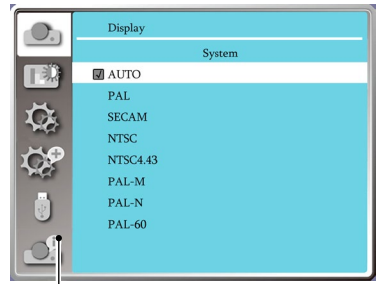 Display
System
AUTO
PAL
SECAM
NTSC
NTSC4.43
PAL-M
PAL-N
PAL-60